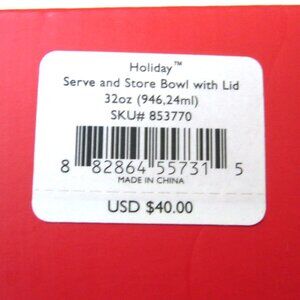 Holiday™
Serve and Store Bowl with Lid
32oz (946,24ml)
SKU# 853770
8 82864 55731 5
MADE IN CHINA
USD $40.00